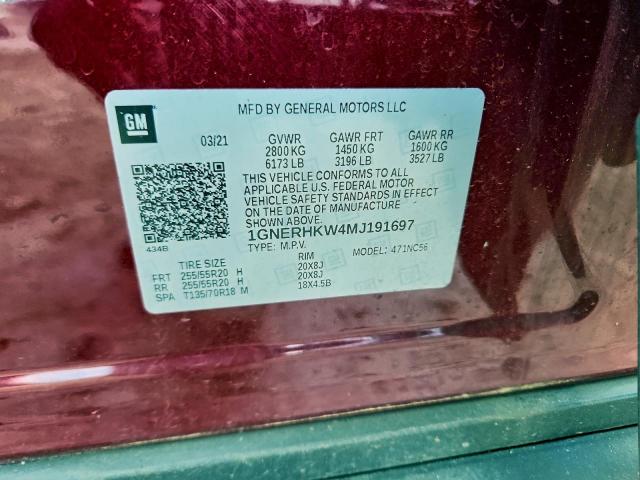 MFD BY GENERAL MOTORS LLC
GM
03/21 GVWR GAWR FRT GAWR RR
2800 KG 1450 KG 1600 KG
6173 LB 3196 LB 3527 LB
THIS VEHICLE CONFORMS TO ALL
APPLICABLE U.S. FEDERAL MOTOR
VEHICLE SAFETY STANDARDS IN EFFECT
ON THE DATE OF MANUFACTURE
SHOWN ABOVE.
1GNERHKW4MJ191697
434B
TYPE: M.P.V. MODEL: 471NC56
TIRE SIZE RIM
FRT 255/55R20 H 20X8J
RR 255/55R20 H 20X8J
SPA T135/70R18 M 18X4.5B